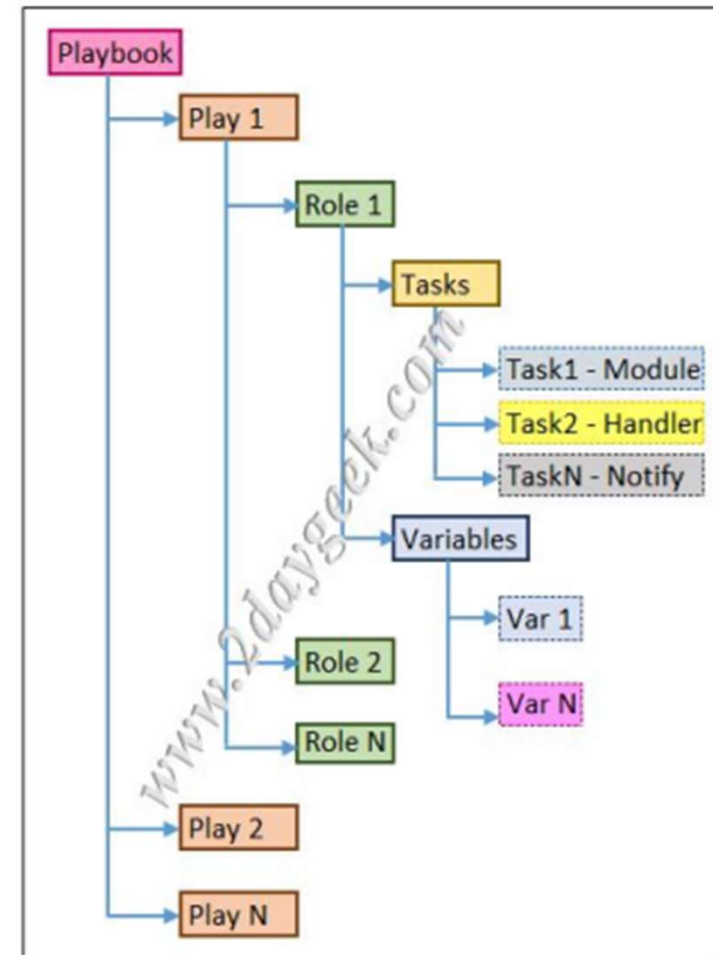 Playbook
Play 1
Role 1
Tasks
Task1 - Module
Task2 - Handler
TaskN - Notify
Variables
Var 1
Var N
Role 2
Role N
Play 2
Play N
www.2daygeek.com